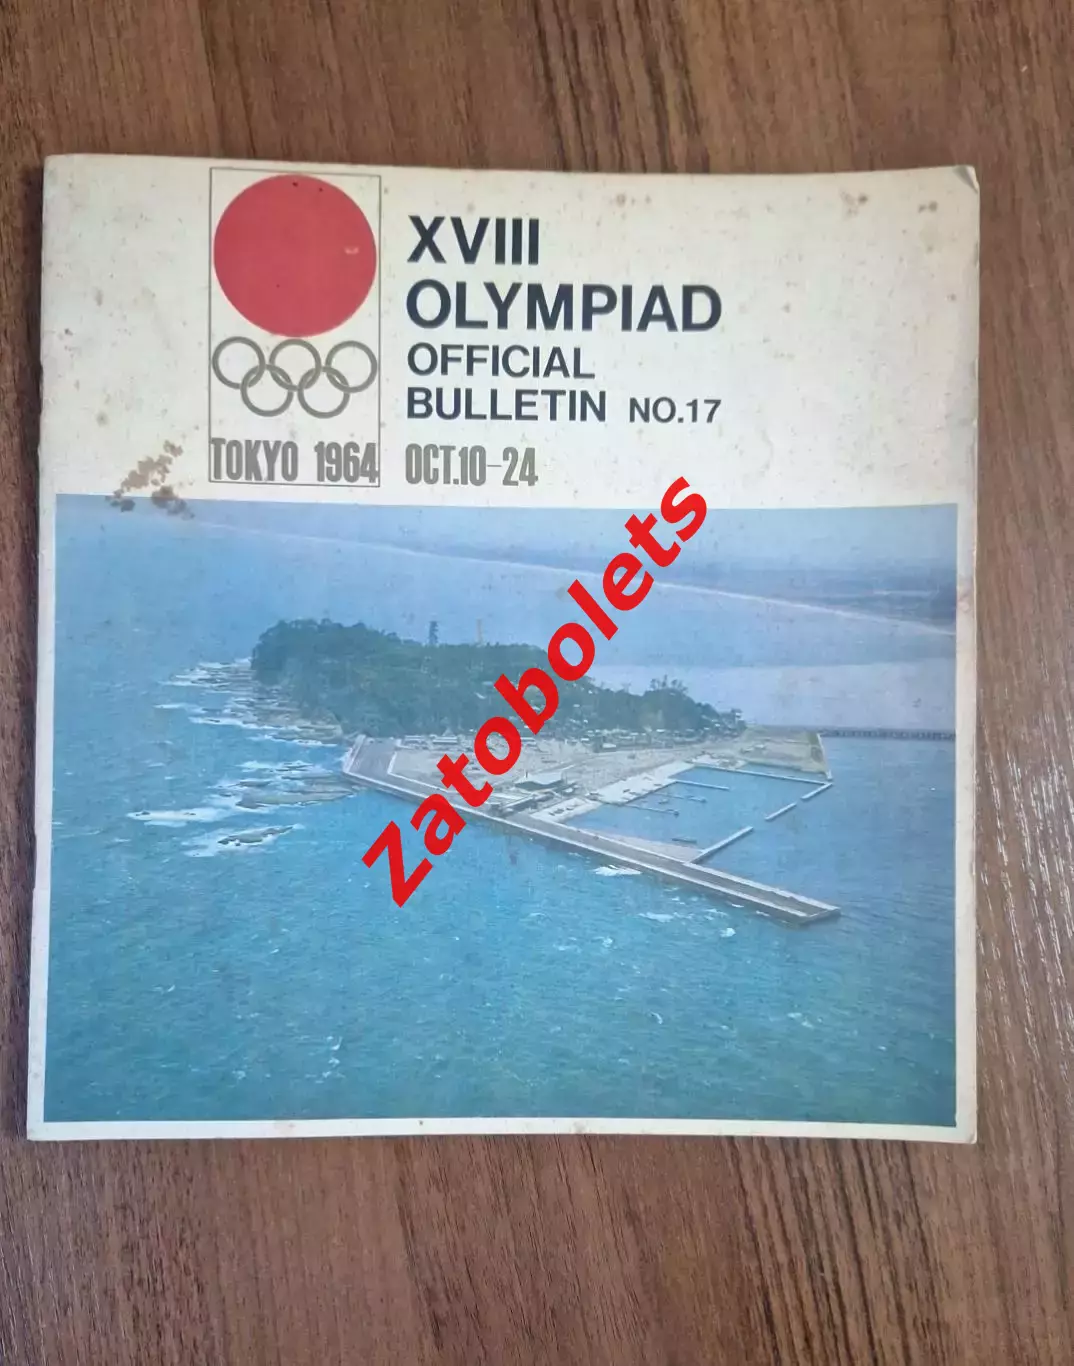 XVIII
OLYMPIAD
OFFICIAL
BULLETIN NO.17
TOKYO 1964 OCT.10-24
Zatobolets